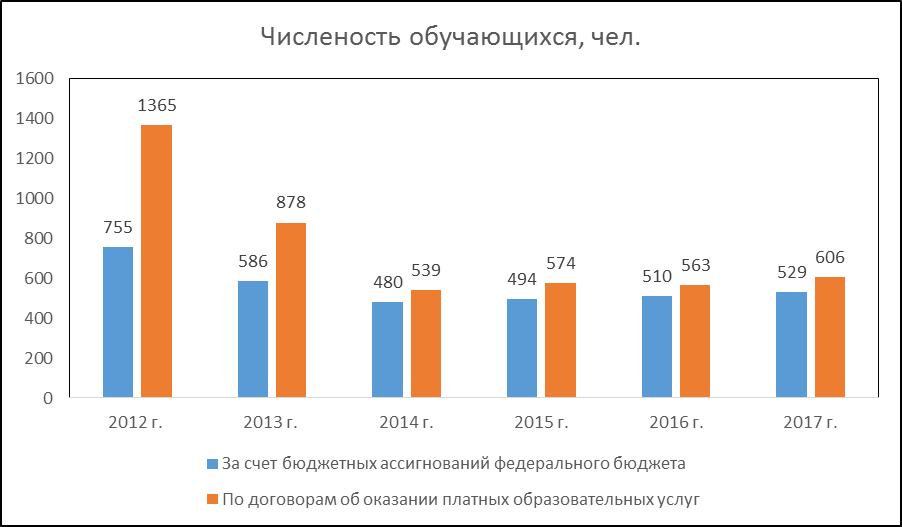 Численость обучающихся, чел.
1600
1400
1200
1000
800
600
400
200
0
755
1365
586
878
480
539
494
574
510
563
529
606
2012 г.
2013 г.
2014 г.
2015 г.
2016 г.
2017 г.
За счет бюджетных ассигнований федерального бюджета
По договорам об оказании платных образовательных услуг